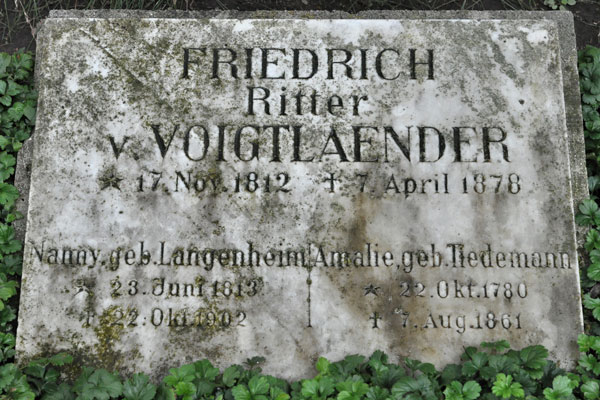 FRIEDRICH
Ritter
v. VOIGTLAENDER
* 17. Nov. 1812 † 7. April 1878
Nanny, geb. Langenheim
* 23. Juni 1813
† 22. Okt. 1902
Amalie, geb. Tiedemann
* 22. Okt. 1780
† 7. Aug. 1861